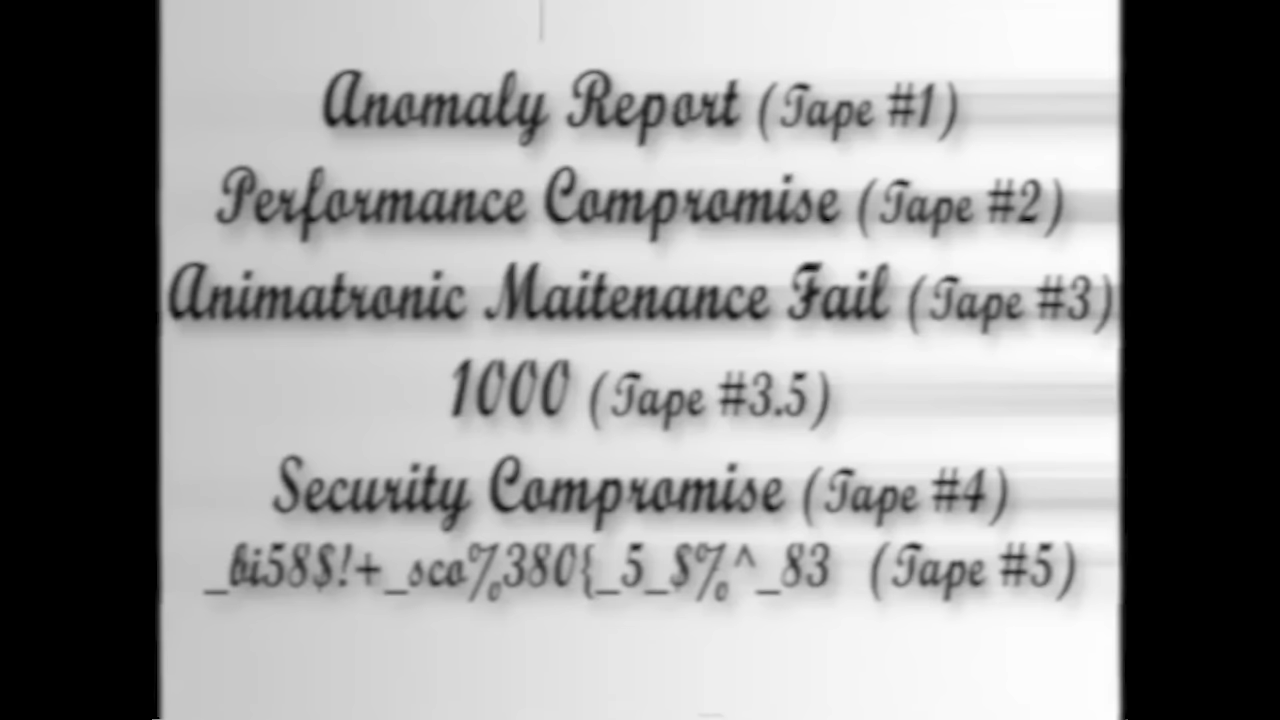 Anomaly Report (Tape #1)
Performance Compromise (Tape #2)
Animatronic Maitenance Fail (Tape #3)
1000 (Tape #3.5)
Security Compromise (Tape #4)
_bi58$!+_sco%380{_5_$%^_83 (Tape #5)